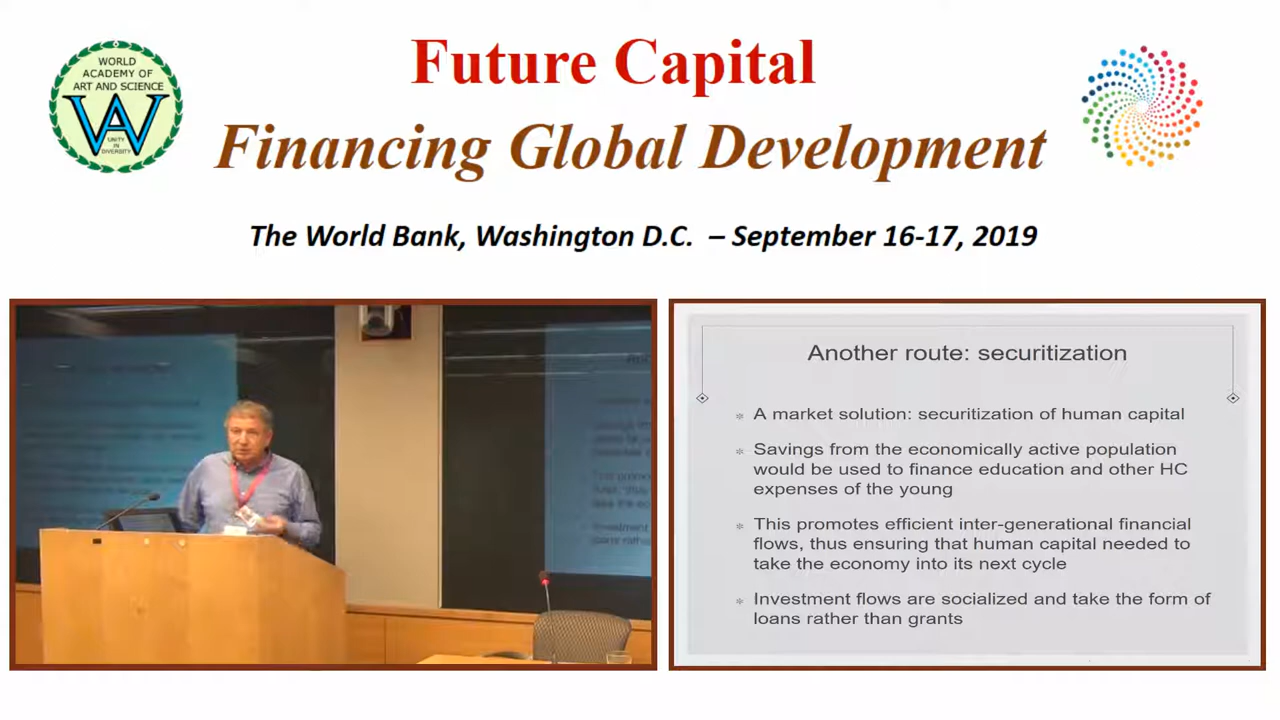 WORLD
ACADEMY OF
ART AND SCIENCE
UNITY
IN
DIVERSITY
Future Capital
Financing Global Development
The World Bank, Washington D.C. – September 16-17, 2019
Another route: securitization
A market solution: securitization of human capital
Savings from the economically active population
would be used to finance education and other HC
expenses of the young
This promotes efficient inter-generational financial
flows, thus ensuring that human capital needed to
take the economy into its next cycle
Investment flows are socialized and take the form of
loans rather than grants